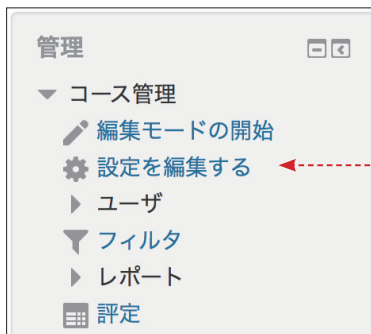 管理
コース管理
編集モードの開始
設定を編集する
ユーザ
フィルタ
レポート
評定